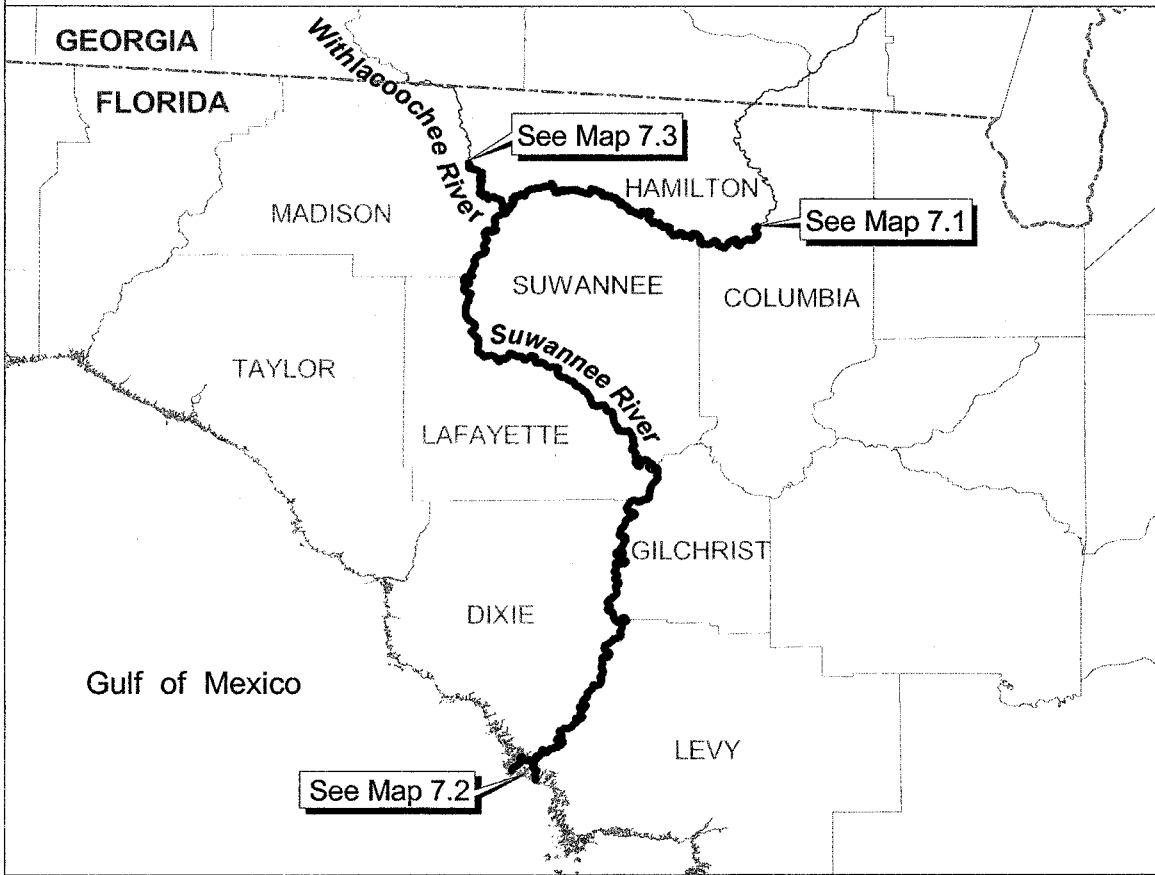 GEORGIA
FLORIDA
Withlacoochee River
See Map 7.3
HAMILTON
MADISON
See Map 7.1
SUWANNEE
COLUMBIA
Suwannee River
TAYLOR
LAFAYETTE
GILCHRIST
DIXIE
Gulf of Mexico
LEVY
See Map 7.2